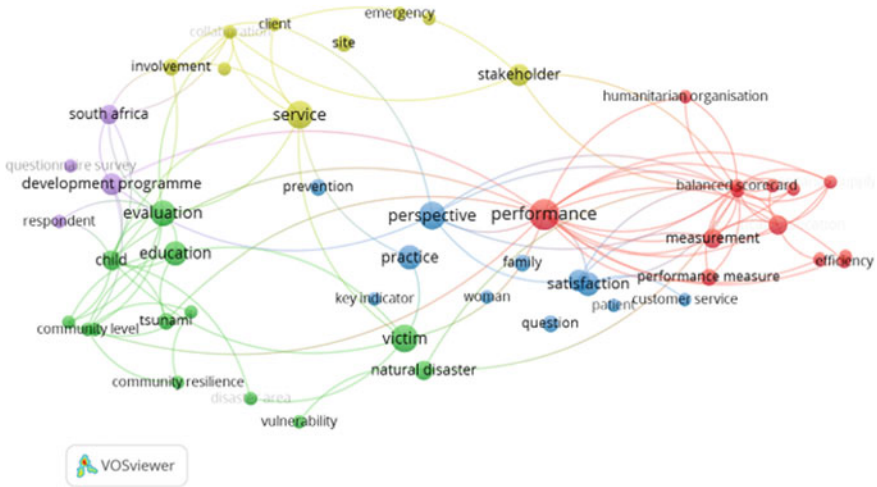 client
emergency
collaboration
site
involvement
stakeholder
humanitarian organisation
south africa
service
questionnaire survey
development programme
prevention
balanced scorecard
respondent
evaluation
perspective
performance
measurement
child
education
practice
family
efficiency
satisfaction
performance measure
key indicator
woman
patient
customer service
community level
tsunami
question
victim
community resilience
natural disaster
disaster area
vulnerability
VOSviewer